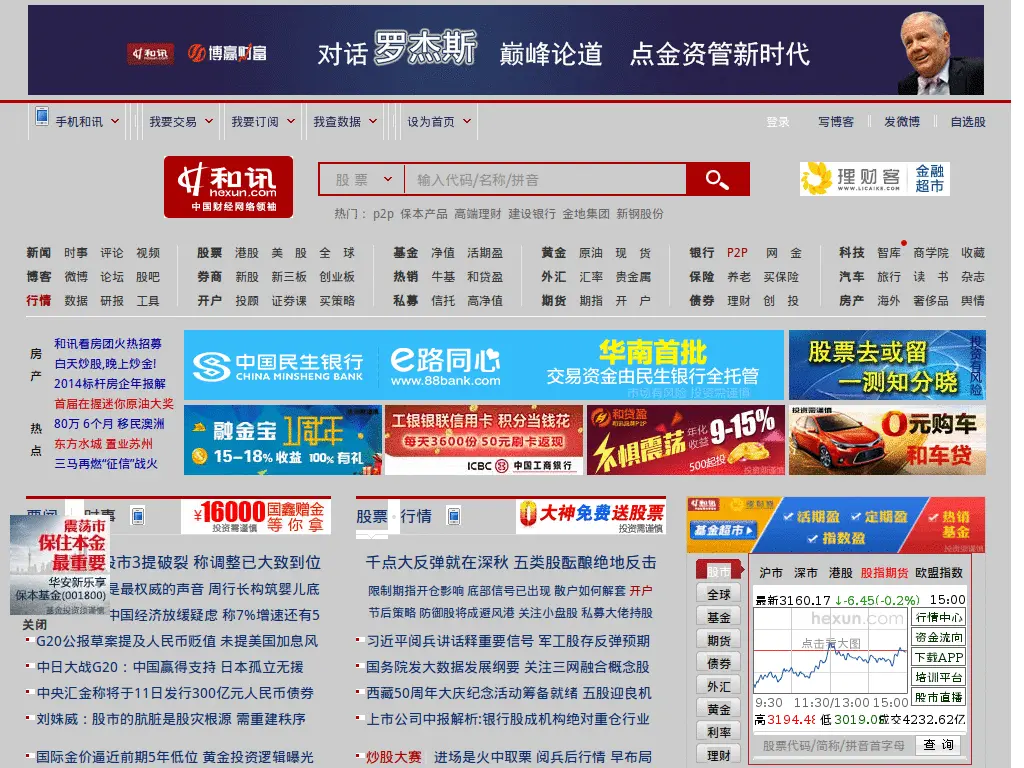 和讯 博赢财富 对话罗杰斯 巅峰论道 点金资管新时代
手机和讯 我要交易 我要订阅 我查数据 设为首页 登录 写博客 发微博 自选股
和讯
hexun.com
中国财经网络领袖
股票 输入代码/名称/拼音
理财客 WWW.LICAIKE.COM 金融超市
热门： p2p 保本产品 高端理财 建设银行 金地集团 新钢股份
新闻 时事 评论 视频 股票 港股 美 股 全 球 基金 净值 活期盈 黄金 原油 现 货 银行 P2P 网 金 科技 智库 商学院 收藏
博客 微博 论坛 股吧 券商 新股 新三板 创业板 热销 牛基 和贷盈 外汇 汇率 贵金属 保险 养老 买保险 汽车 旅行 读 书 杂志
行情 数据 研报 工具 开户 投顾 证券课 买策略 私募 信托 高净值 期货 期指 开 户 债券 理财 创 投 房产 海外 奢侈品 舆情
房产
和讯看房团火热招募
白天炒股,晚上炒金!
2014标杆房企年报解
首届在提迷你原油大奖
热点
80万 6个月 移民澳洲
东方水城 置业苏州
三马再燃“征信”战火
中国民生银行
CHINA MINSHENG BANK
e路同心
www.88bank.com
华南首批
交易资金由民生银行全托管
市场有风险 投资需谨慎
股票去或留
一测知分晓
投资有风险
融金宝1周年
15-18%收益 100%有礼
工银银联信用卡 积分当钱花
每天3600份 50元刷卡返现
ICBC 中国工商银行
和贷盈
不惧震荡 年化收益9-15%
500起投
投资需谨慎
投资需谨慎
0元购车
和车贷
要闻 时事
¥16000 国鑫赠金 等你拿
投资需谨慎
股票 行情
大神免费送股票
投资需谨慎
震荡市
保住本金
最重要
华安新乐享
保本基金(001800)
基金投资须谨慎
关闭
股市3提破裂 称调整已大致到位
是最权威的声音 周行长构筑婴儿底
中国经济放缓疑虑 称7%增速还有5
G20公报草案提及人民币贬值 未提美国加息风
中日大战G20：中国赢得支持 日本孤立无援
中央汇金称将于11日发行300亿元人民币债券
刘姝威：股市的肮脏是股灾根源 需重建秩序
国际金价逼近前期5年低位 黄金投资逻辑曝光
千点大反弹就在深秋 五类股酝酿绝地反击
限制期指开仓影响 底部信号已出现 散户如何解套 开户
节后策略 防御股将成避风港 关注小盘股 私募大佬持股
习近平阅兵讲话释重要信号 军工股存反弹预期
国务院发大数据发展纲要 关注三网融合概念股
西藏50周年大庆纪念活动筹备就绪 五股迎良机
上市公司中报解析:银行股成机构绝对重仓行业
炒股大赛 进场是火中取栗 阅兵后行情 早布局
和讯
基金新服务
活期盈 定期盈
指数盈
热销基金
股市
全球
基金
期货
债券
外汇
黄金
利率
理财
沪市 深市 港股 股指期货 欧盟指数
最新3160.17 ↓-6.45(-0.2%) 15:00
hexun.com
点击看大图
9:30 11:30/13:00 15:00
高3194.48 低3019.09 成交4232.62亿
行情中心
资金流向
下载APP
培训平台
股市直播
股票代码/简称/拼音首字母 查 询